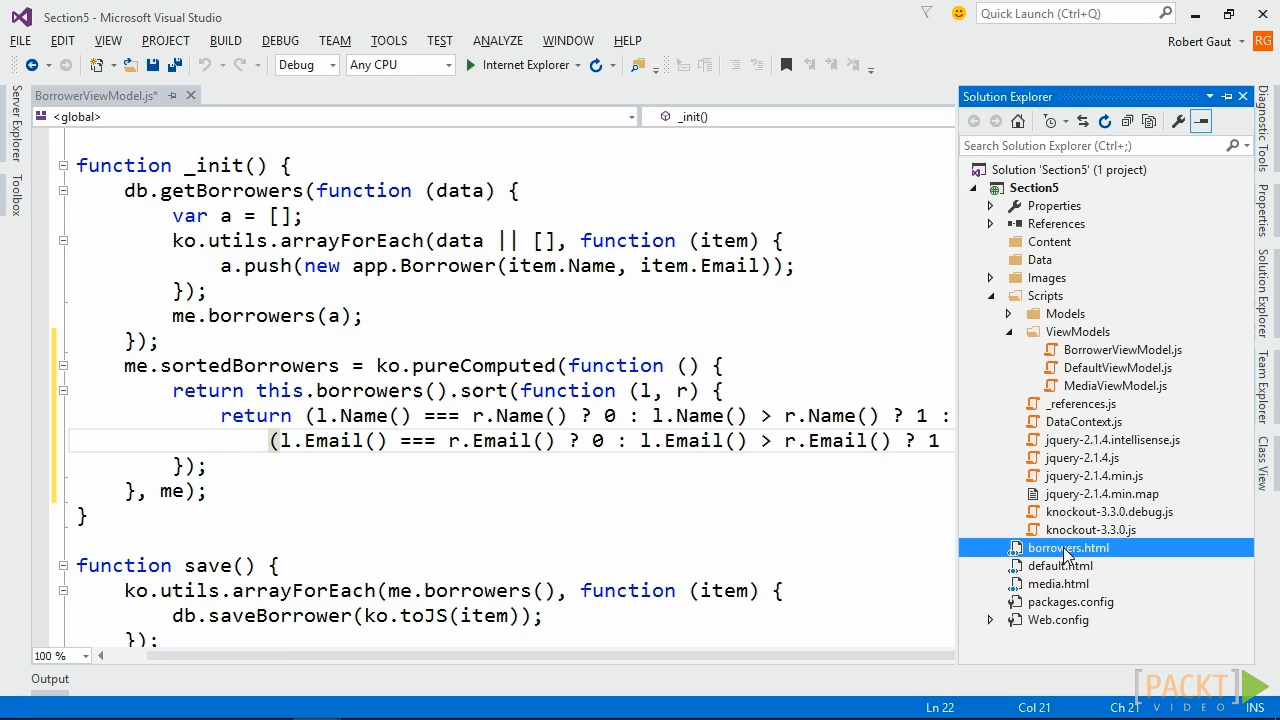 Section5 - Microsoft Visual Studio
Quick Launch (Ctrl+Q)
FILE EDIT VIEW PROJECT BUILD DEBUG TEAM TOOLS TEST ANALYZE WINDOW HELP
Robert Gaut RG
Debug Any CPU Internet Explorer
Server Explorer
Toolbox
BorrowerViewModel.js*
<global>
_init()
function _init() {
db.getBorrowers(function (data) {
var a = [];
ko.utils.arrayForEach(data || [], function (item) {
a.push(new app.Borrower(item.Name, item.Email));
});
me.borrowers(a);
});
me.sortedBorrowers = ko.pureComputed(function () {
return this.borrowers().sort(function (l, r) {
return (l.Name() === r.Name() ? 0 : l.Name() > r.Name() ? 1 :
(l.Email() === r.Email() ? 0 : l.Email() > r.Email() ? 1
});
}, me);
}
function save() {
ko.utils.arrayForEach(me.borrowers(), function (item) {
db.saveBorrower(ko.toJS(item));
});
100 %
Output
Solution Explorer
Search Solution Explorer (Ctrl+;)
Solution 'Section5' (1 project)
Section5
Properties
References
Content
Data
Images
Scripts
Models
ViewModels
BorrowerViewModel.js
DefaultViewModel.js
MediaViewModel.js
_references.js
DataContext.js
jquery-2.1.4.intellisense.js
jquery-2.1.4.js
jquery-2.1.4.min.js
jquery-2.1.4.min.map
knockout-3.3.0.debug.js
knockout-3.3.0.js
borrowers.html
default.html
media.html
packages.config
Web.config
Diagnostic Tools
Properties
Solution Explorer
Team Explorer
Class View
Ln 22 Col 21 Ch 21 INS
[PACKT]
VIDEO